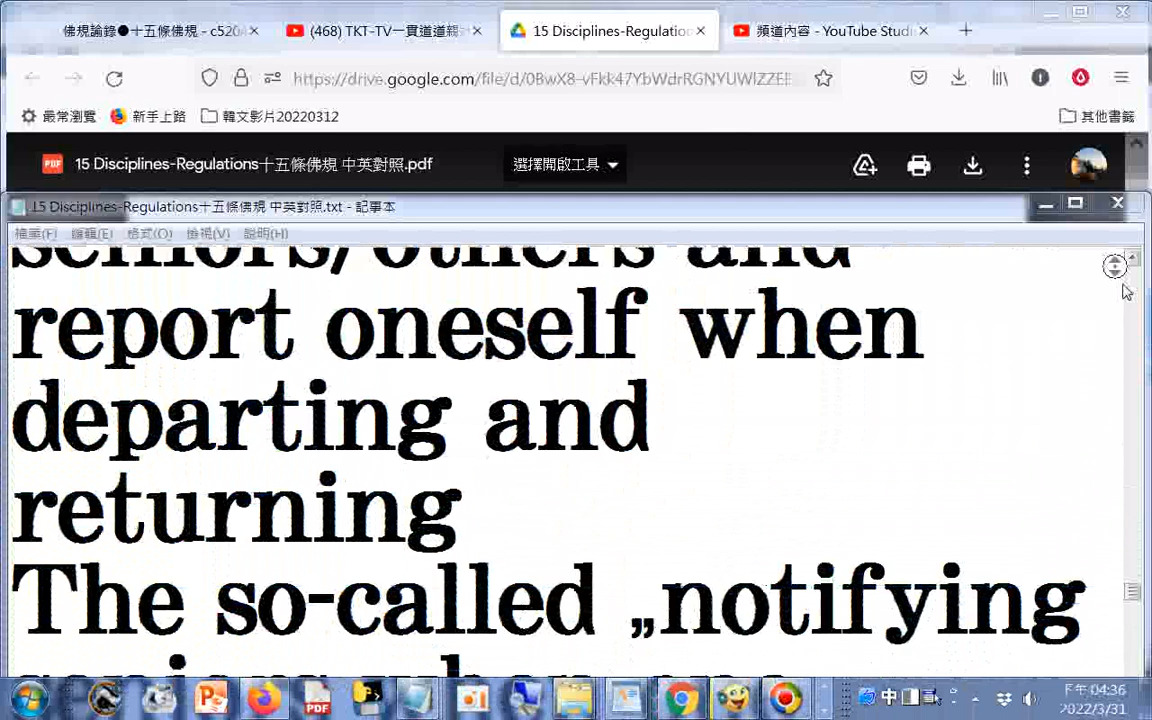 佛規諭錄●十五條佛規 - c520
(468) TKT-TV一貫道道親
15 Disciplines-Regulation
頻道內容 - YouTube Studi
https://drive.google.com/file/d/0BwX8-vFkk47YbWdrRGNYUWlZZEE
最常瀏覽 新手上路 韓文影片20220312 其他書籤
PDF 15 Disciplines-Regulations十五條佛規 中英對照.pdf 選擇開啟工具
15 Disciplines-Regulations十五條佛規 中英對照.txt - 記事本
檔案(F) 編輯(E) 格式(O) 檢視(V) 說明(H)
seniors/others and
report oneself when
departing and
returning
The so-called „notifying
中 下午 04:36
2022/3/31